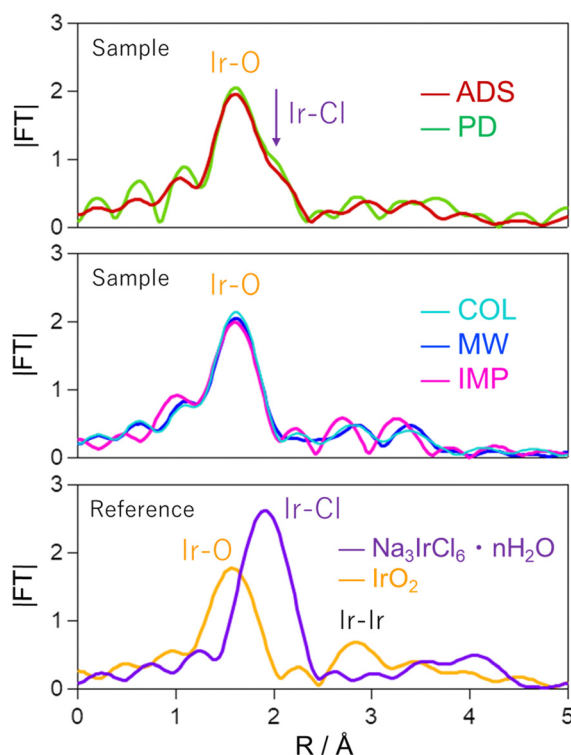 3
Sample
Ir-O
2
Ir-Cl
ADS
PD
|FT|
1
0
3
Sample
Ir-O
2
COL
MW
IMP
|FT|
1
0
3
Reference
Ir-Cl
Ir-O
Na₃IrCl₆・nH₂O
IrO₂
2
|FT|
Ir-Ir
1
0
0 1 2 3 4 5
R / Å